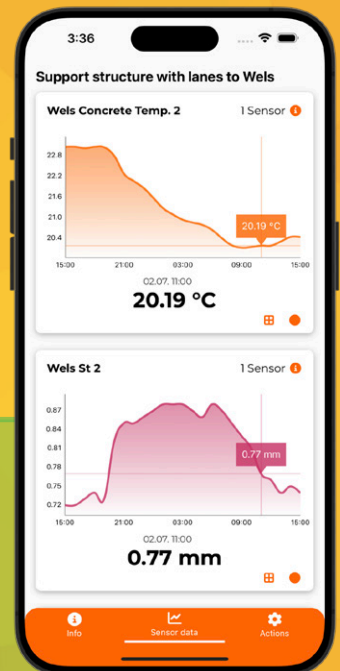 3:36
Support structure with lanes to Wels
Wels Concrete Temp. 2 1 Sensor
22.8
22.2
21.6
21.0
20.4
20.19 °C
15:00 21:00 03:00 09:00 15:00
02.07. 11:00
20.19 °C
Wels St 2 1 Sensor
0.87
0.84
0.81
0.78
0.75
0.72
0.77 mm
15:00 21:00 03:00 09:00 15:00
02.07. 11:00
0.77 mm
Info Sensor data Actions